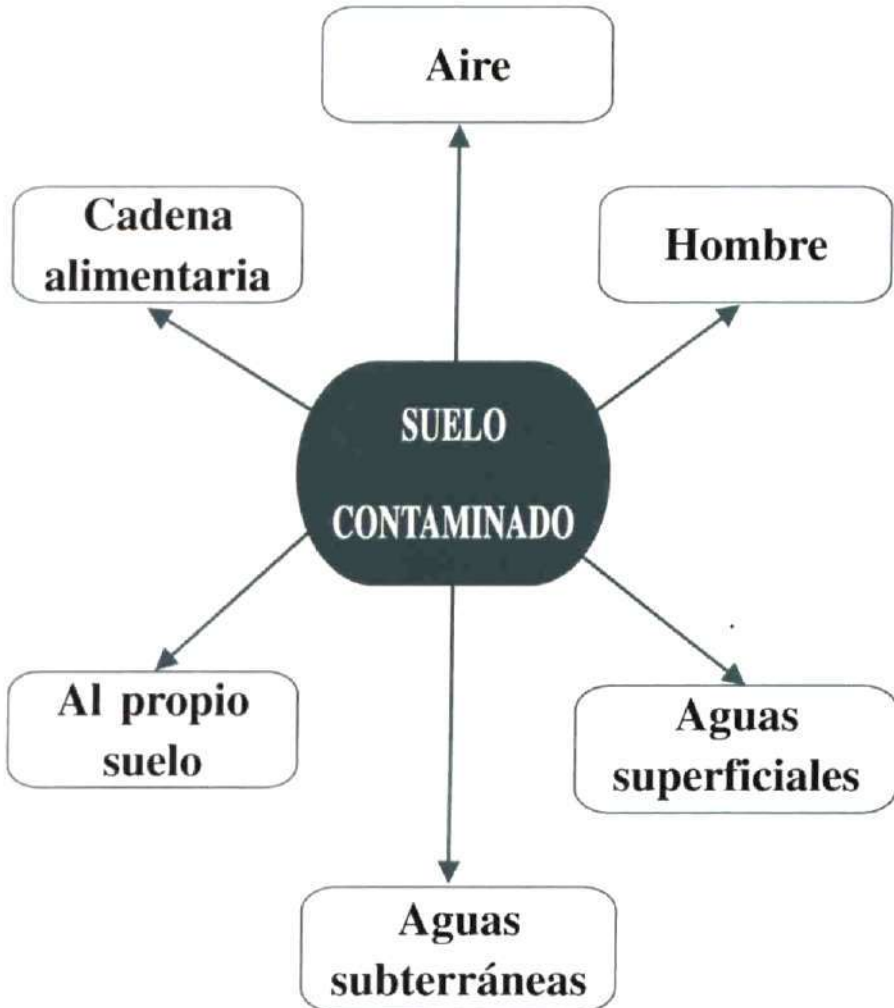 Aire
Cadena
alimentaria
Hombre
SUELO
CONTAMINADO
Al propio
suelo
Aguas
superficiales
Aguas
subterráneas